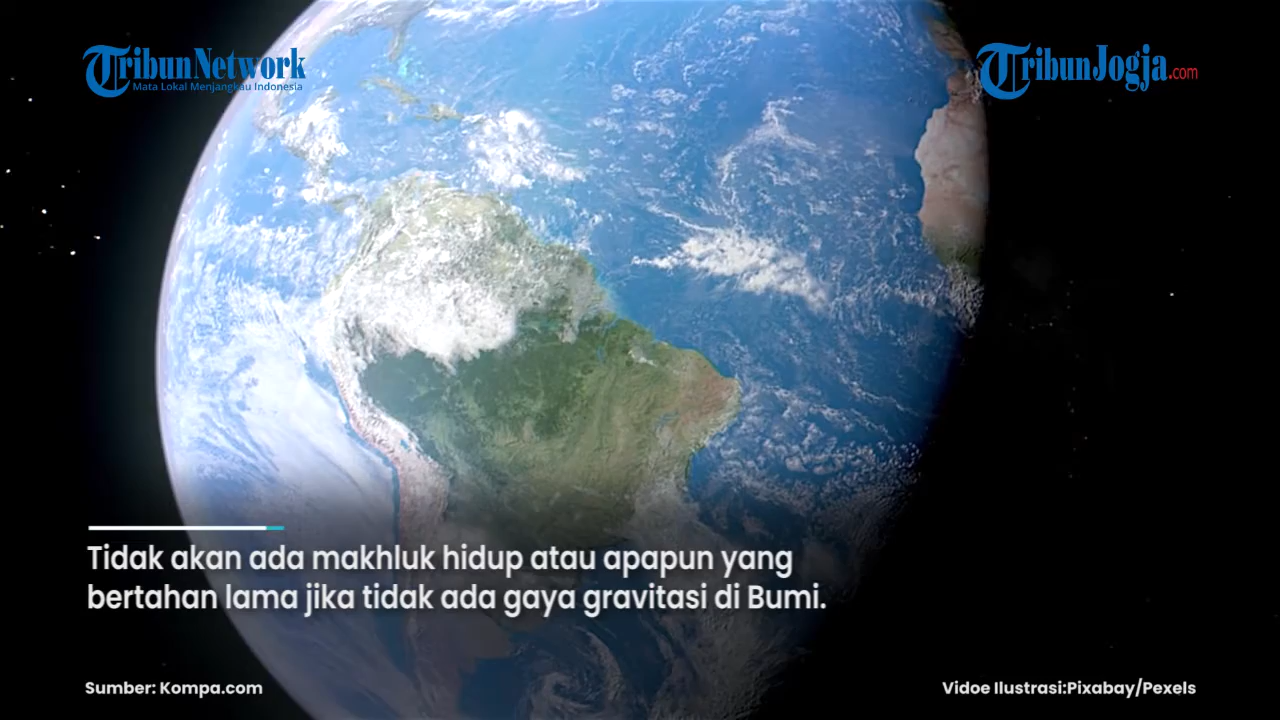 TribunNetwork
Mata Lokal Menjangkau Indonesia
TribunJogja.com
Tidak akan ada makhluk hidup atau apapun yang
bertahan lama jika tidak ada gaya gravitasi di Bumi.
Sumber: Kompa.com
Vidoe Ilustrasi:Pixabay/Pexels